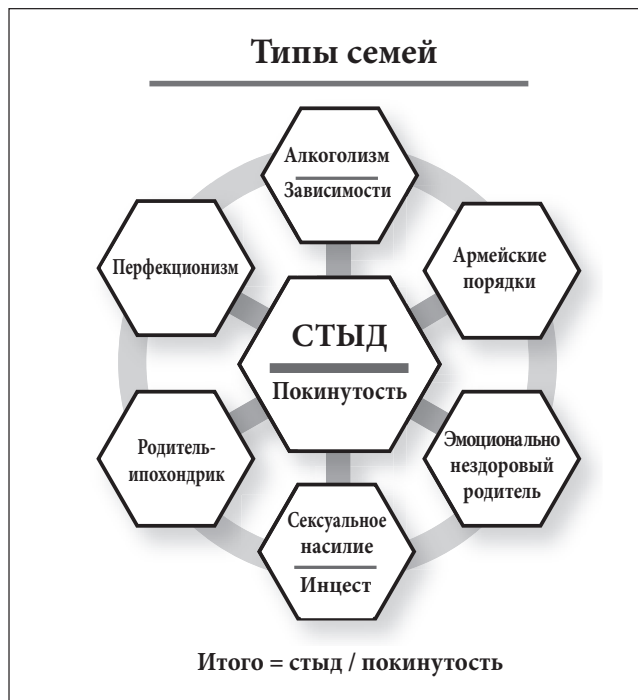 Типы семей
Алкоголизм
Зависимости
Перфекционизм
Армейские
порядки
СТЫД
Покинутость
Родитель-
ипохондрик
Эмоционально
нездоровый
родитель
Сексуальное
насилие
Инцест
Итого = стыд / покинутость